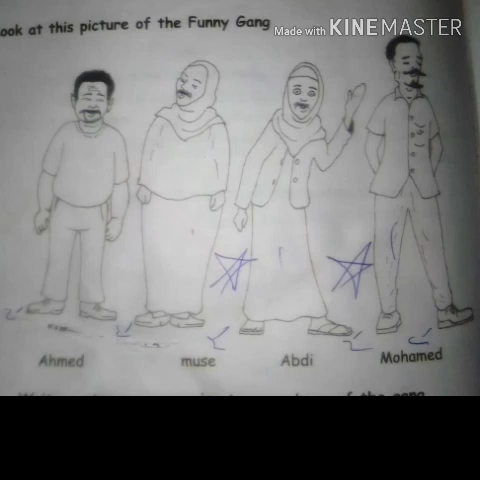 ook at this picture of the Funny Gang
Made with KINEMASTER
Ahmed muse Abdi Mohamed